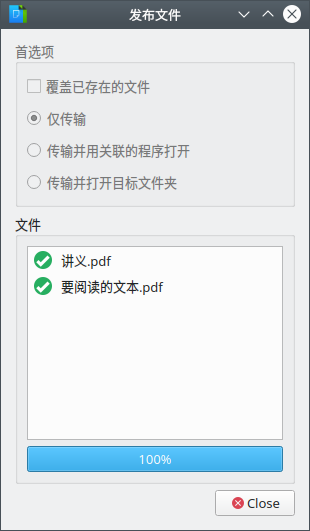 发布文件
首选项
覆盖已存在的文件
仅传输
传输并用关联的程序打开
传输并打开目标文件夹
文件
讲义.pdf
要阅读的文本.pdf
100%
Close